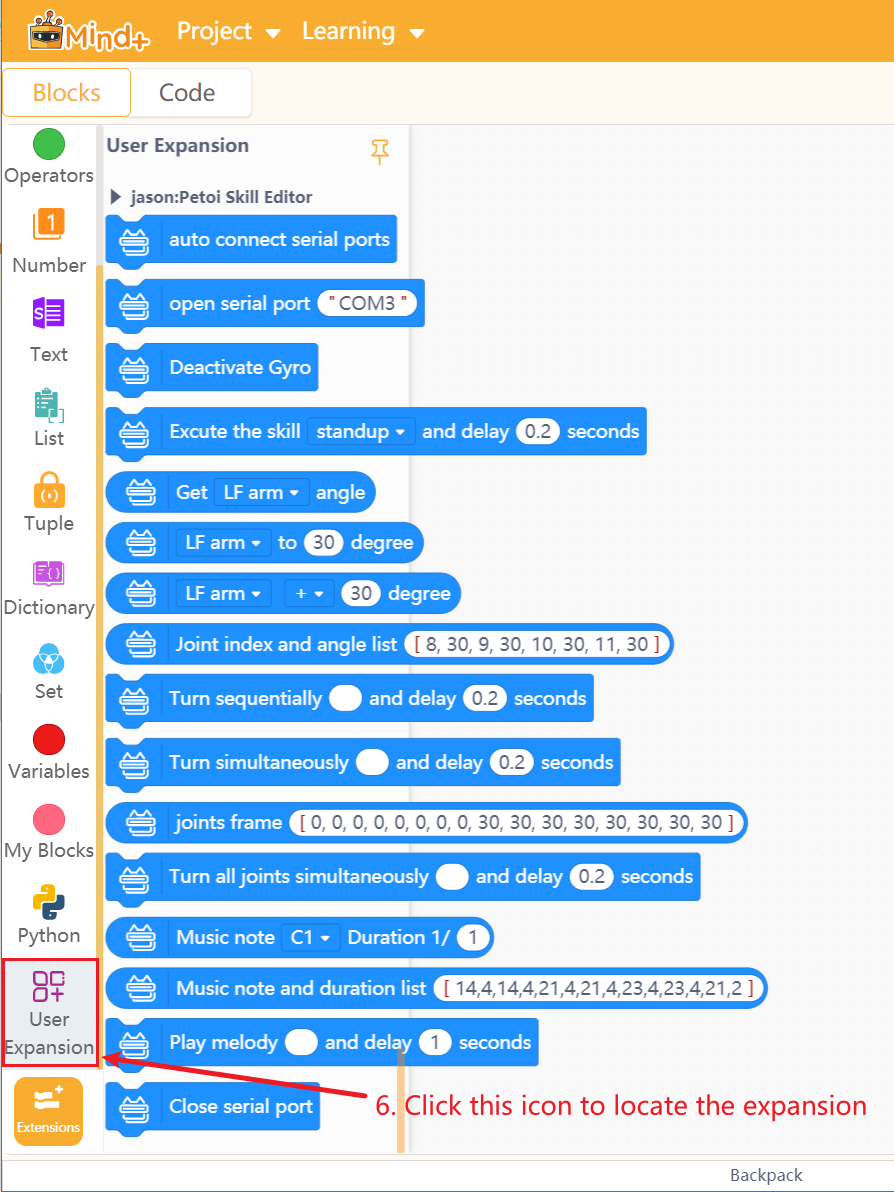 Mind+ Project Learning
Blocks Code
Operators
1
Number
S
Text
List
Tuple
Dictionary
Set
Variables
My Blocks
Python
User
Expansion
Extensions
User Expansion
jason:Petoi Skill Editor
auto connect serial ports
open serial port "COM3"
Deactivate Gyro
Excute the skill standup and delay 0.2 seconds
Get LF arm angle
LF arm to 30 degree
LF arm + 30 degree
Joint index and angle list [ 8, 30, 9, 30, 10, 30, 11, 30 ]
Turn sequentially and delay 0.2 seconds
Turn simultaneously and delay 0.2 seconds
joints frame [ 0, 0, 0, 0, 0, 0, 0, 0, 30, 30, 30, 30, 30, 30, 30, 30 ]
Turn all joints simultaneously and delay 0.2 seconds
Music note C1 Duration 1/ 1
Music note and duration list [ 14,4,14,4,21,4,21,4,23,4,23,4,21,2 ]
Play melody and delay 1 seconds
Close serial port
6. Click this icon to locate the expansion
Backpack